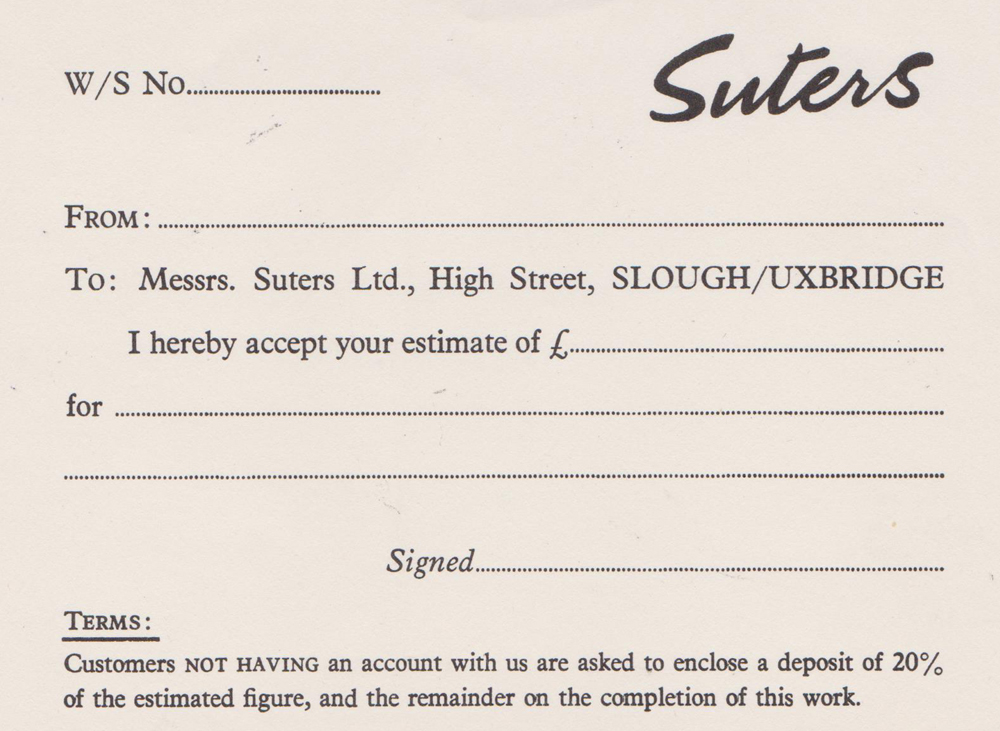 Suters
W/S No................................
FROM: ................................................................
To: Messrs. Suters Ltd., High Street, SLOUGH/UXBRIDGE
I hereby accept your estimate of £................................
for ................................................................
................................................................
Signed................................
TERMS:
Customers NOT HAVING an account with us are asked to enclose a deposit of 20%
of the estimated figure, and the remainder on the completion of this work.